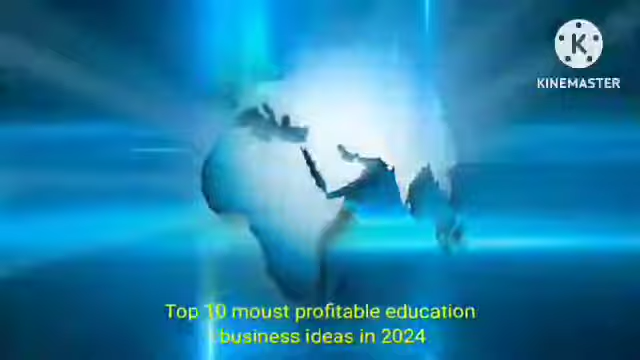 K
KINEMASTER
Top 10 moust profitable education
business ideas in 2024